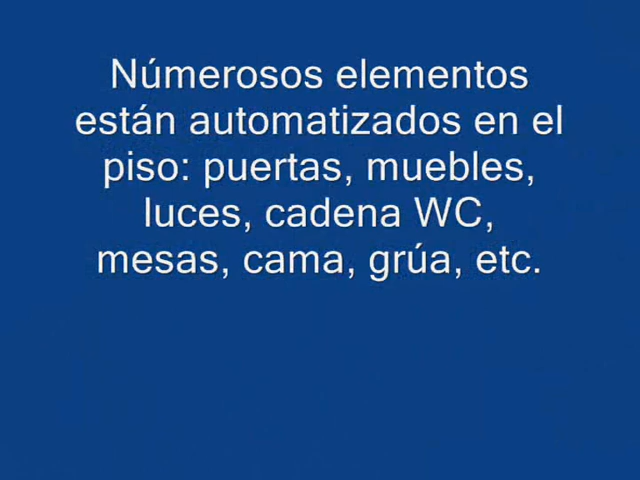 Númerosos elementos
están automatizados en el
piso: puertas, muebles,
luces, cadena WC,
mesas, cama, grúa, etc.